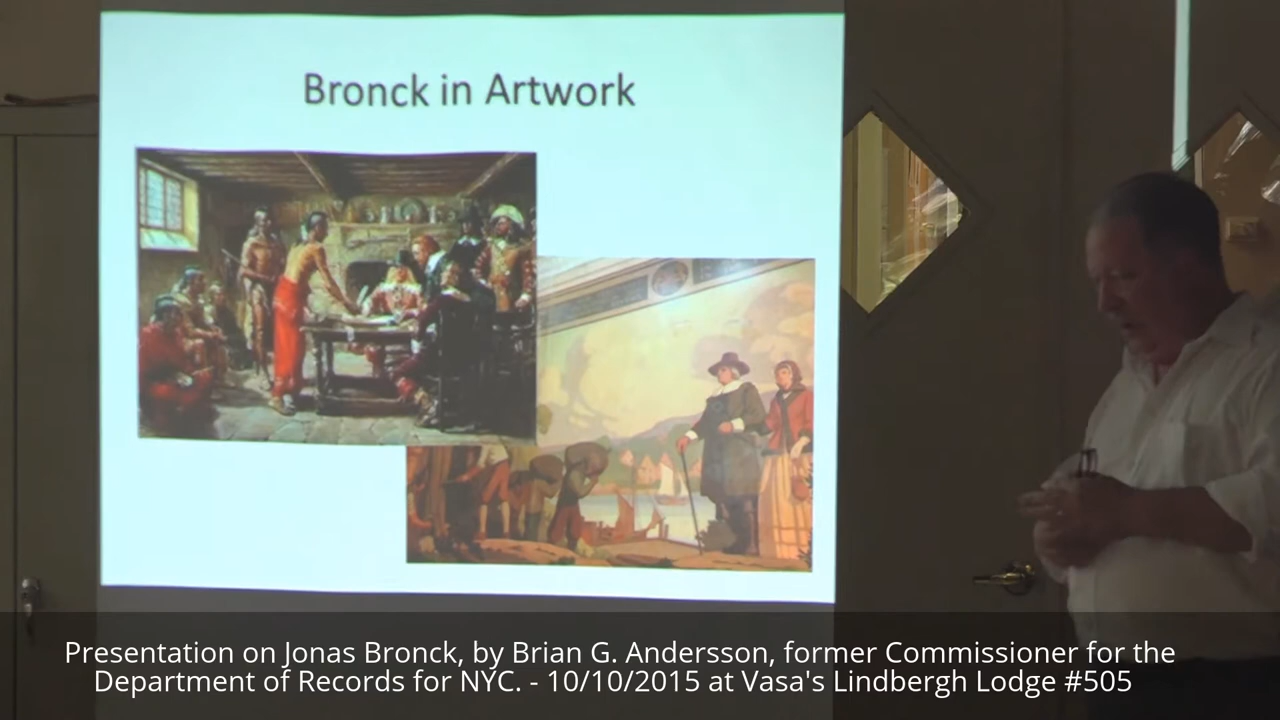 Bronck in Artwork
Presentation on Jonas Bronck, by Brian G. Andersson, former Commissioner for the
Department of Records for NYC. - 10/10/2015 at Vasa's Lindbergh Lodge #505